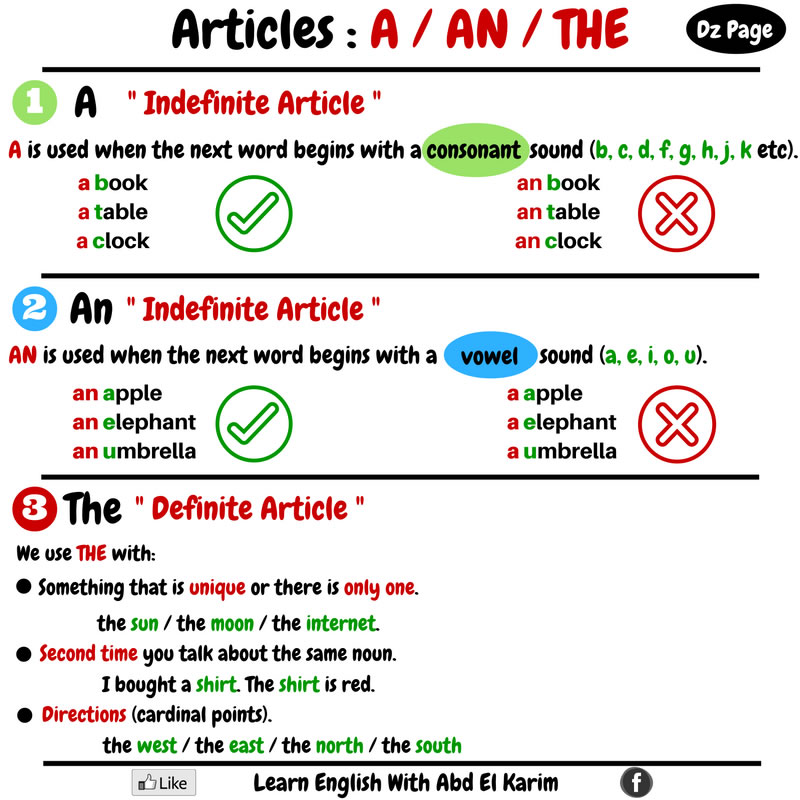 Articles : A / AN / THE
Dz Page
1 A " Indefinite Article "
A is used when the next word begins with a consonant sound (b, c, d, f, g, h, j, k etc).
a book
a table
a clock
an book
an table
an clock
2 An " Indefinite Article "
AN is used when the next word begins with a vowel sound (a, e, i, o, u).
an apple
an elephant
an umbrella
a apple
a elephant
a umbrella
3 The " Definite Article "
We use THE with:
● Something that is unique or there is only one.
the sun / the moon / the internet.
● Second time you talk about the same noun.
I bought a shirt. The shirt is red.
● Directions (cardinal points).
the west / the east / the north / the south
Like
Learn English With Abd El Karim
f